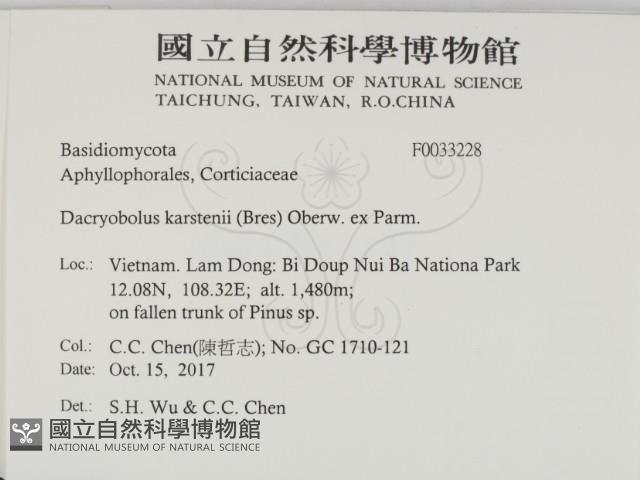 國立自然科學博物館
NATIONAL MUSEUM OF NATURAL SCIENCE
TAICHUNG, TAIWAN, R.O.CHINA
Basidiomycota F0033228
Aphyllophorales, Corticiaceae
Dacryobolus karstenii (Bres) Oberw. ex Parm.
Loc.: Vietnam. Lam Dong: Bi Doup Nui Ba Nationa Park
12.08N, 108.32E; alt. 1,480m;
on fallen trunk of Pinus sp.
Col.: C.C. Chen(陳哲志); No. GC 1710-121
Date: Oct. 15, 2017
Det.: S.H. Wu & C.C. Chen
國立自然科學博物館
NATIONAL MUSEUM OF NATURAL SCIENCE